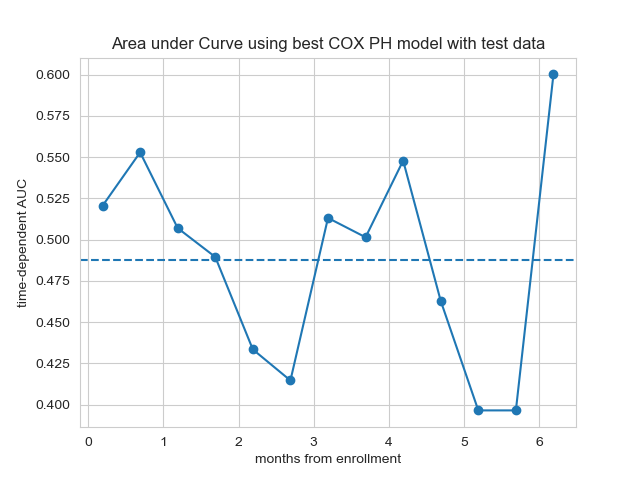 Area under Curve using best COX PH model with test data
0.600
0.575
0.550
0.525
0.500
0.475
0.450
0.425
0.400
time-dependent AUC
0 1 2 3 4 5 6
months from enrollment